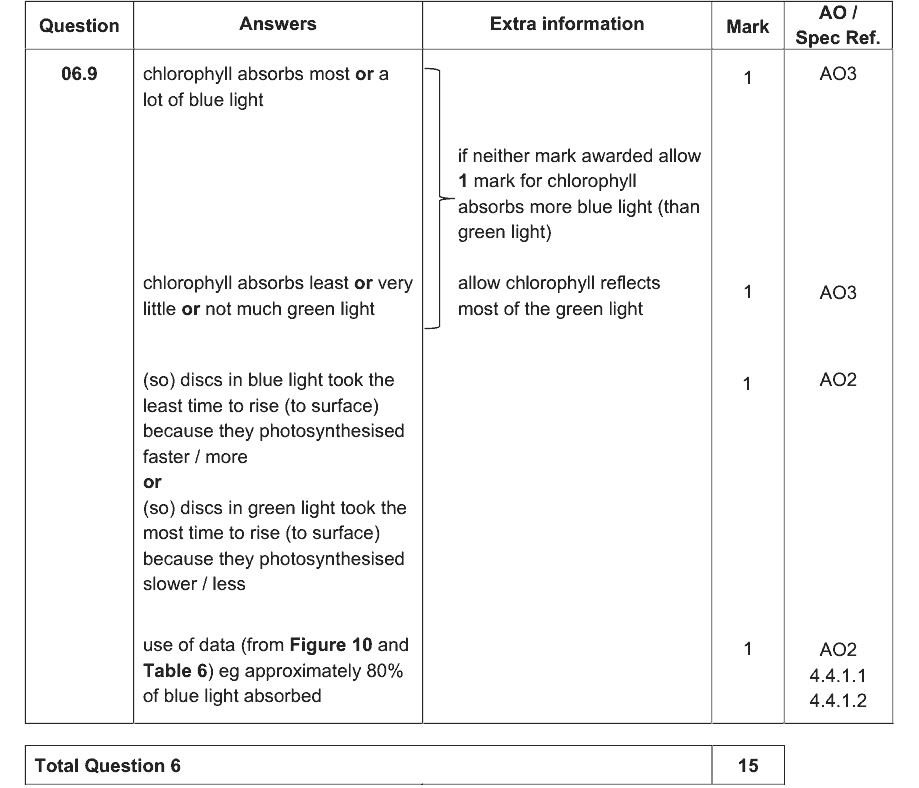 Question Answers Extra information Mark AO /
Spec Ref.
06.9 chlorophyll absorbs most or a 1 AO3
lot of blue light
if neither mark awarded allow
1 mark for chlorophyll
absorbs more blue light (than
green light)
chlorophyll absorbs least or very allow chlorophyll reflects 1 AO3
little or not much green light most of the green light
(so) discs in blue light took the 1 AO2
least time to rise (to surface)
because they photosynthesised
faster / more
or
(so) discs in green light took the
most time to rise (to surface)
because they photosynthesised
slower / less
use of data (from Figure 10 and 1 AO2
Table 6) eg approximately 80% 4.4.1.1
of blue light absorbed 4.4.1.2
Total Question 6 15